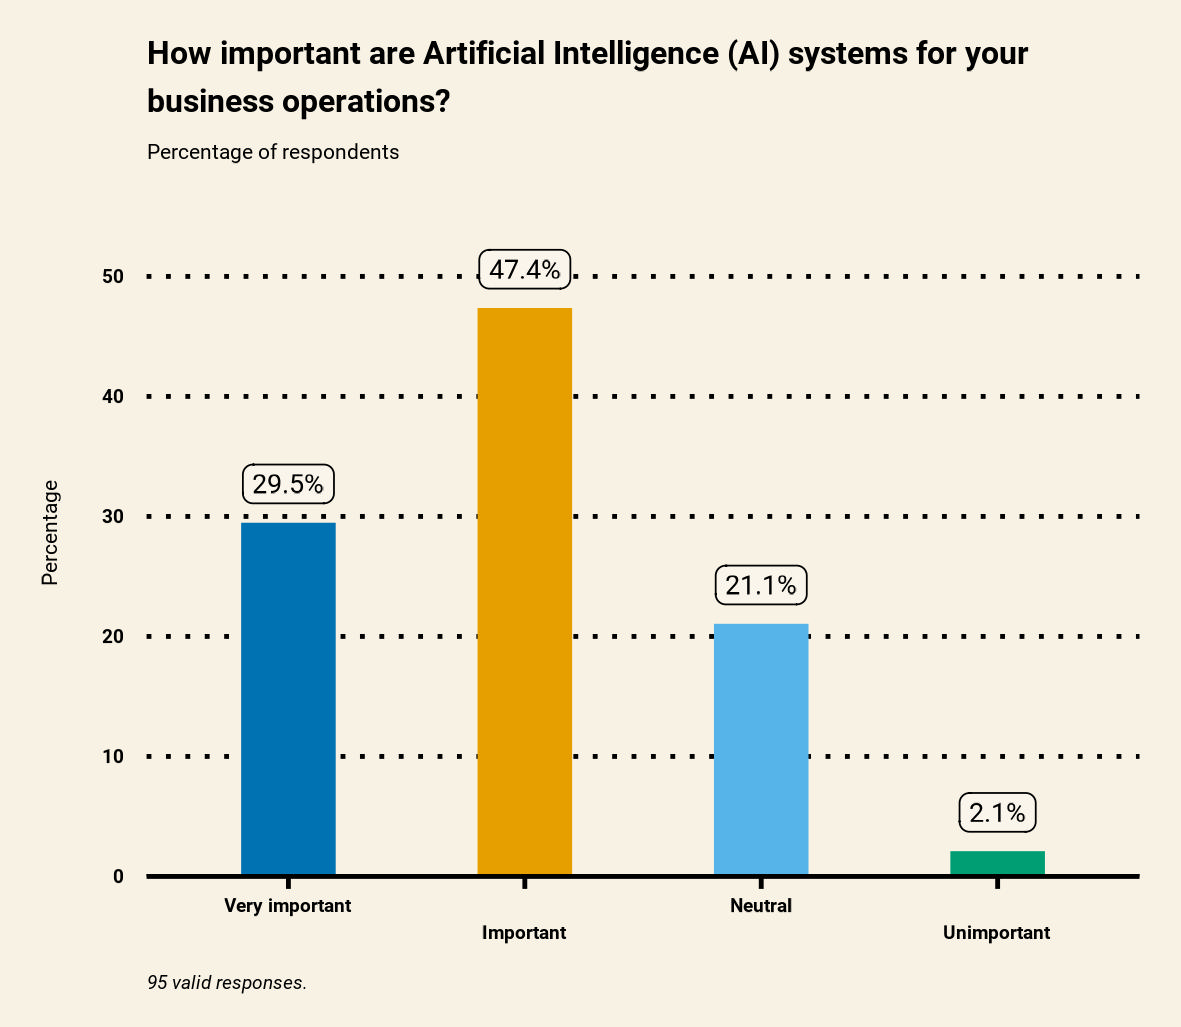 How important are Artificial Intelligence (AI) systems for your
business operations?
Percentage of respondents
50
40
30
20
10
0
Percentage
29.5%
47.4%
21.1%
2.1%
Very important
Important
Neutral
Unimportant
95 valid responses.